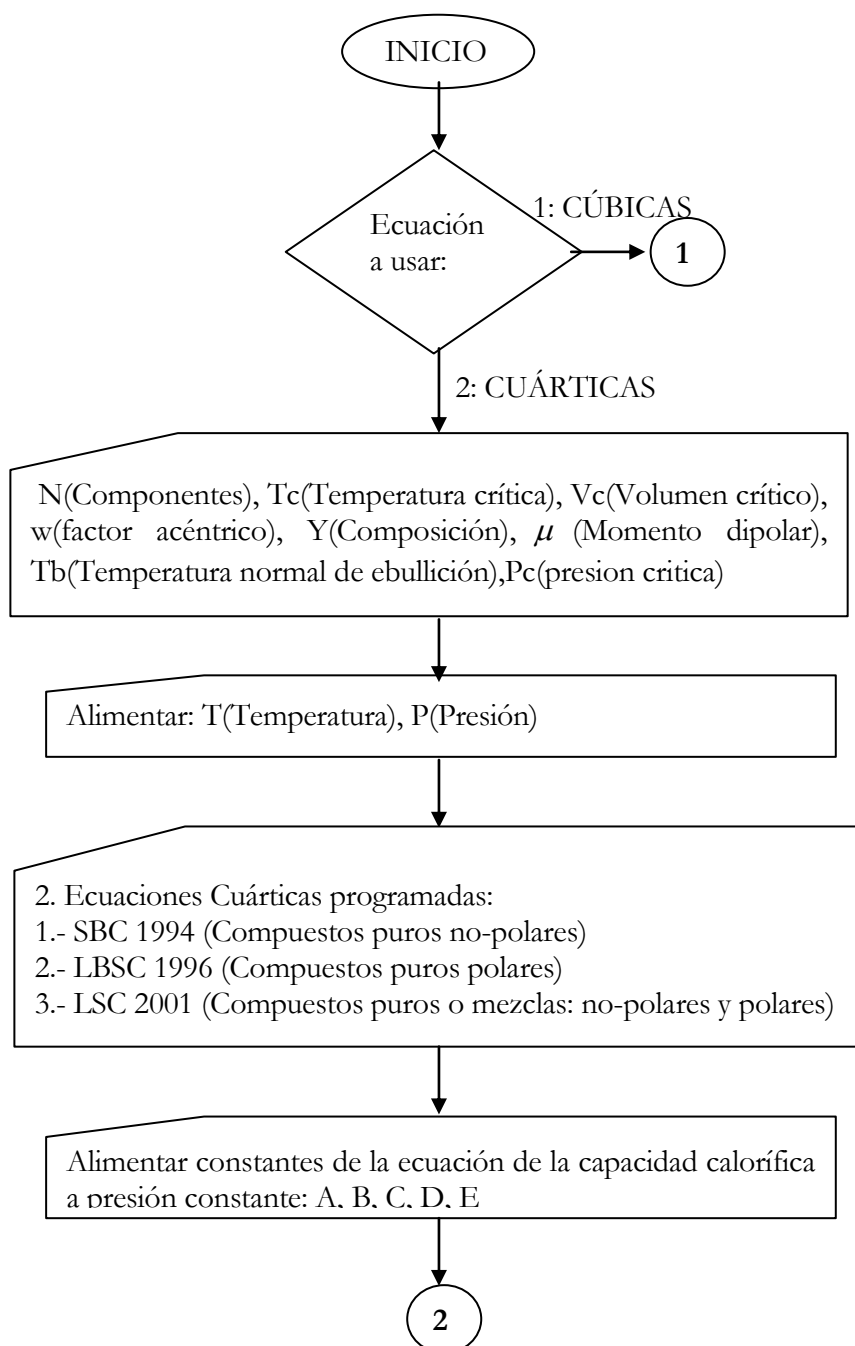 INICIO
Ecuación
a usar:
1: CÚBICAS
1
2: CUÁRTICAS
N(Componentes), Tc(Temperatura crítica), Vc(Volumen crítico),
w(factor acéntrico), Y(Composición), μ (Momento dipolar),
Tb(Temperatura normal de ebullición),Pc(presion critica)
Alimentar: T(Temperatura), P(Presión)
2. Ecuaciones Cuárticas programadas:
1.- SBC 1994 (Compuestos puros no-polares)
2.- LBSC 1996 (Compuestos puros polares)
3.- LSC 2001 (Compuestos puros o mezclas: no-polares y polares)
Alimentar constantes de la ecuación de la capacidad calorífica
a presión constante: A, B, C, D, E
2